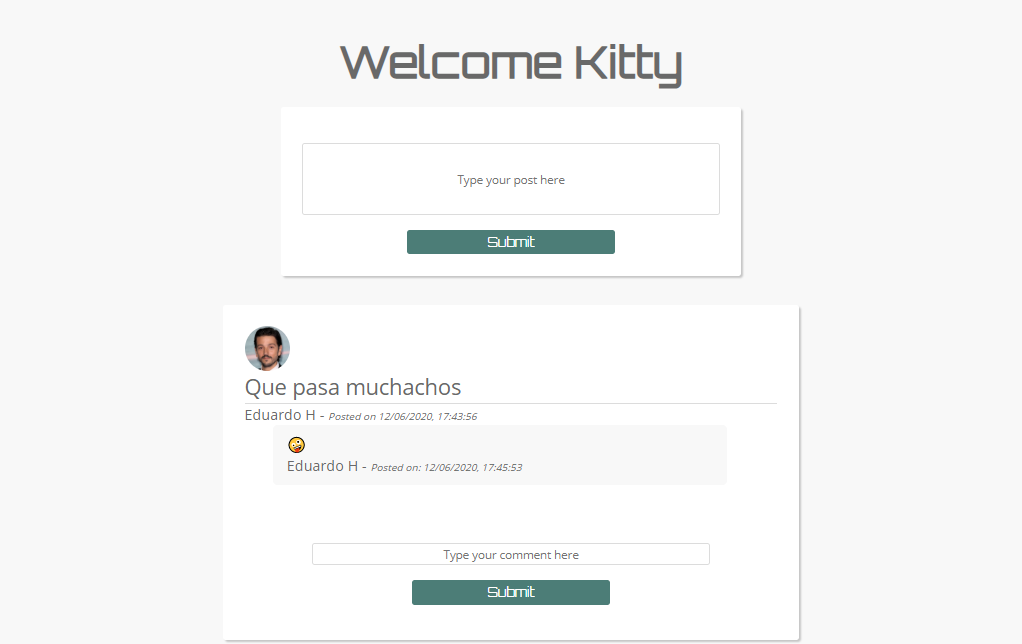 Welcome Kitty
Type your post here
Submit
Que pasa muchachos
Eduardo H - Posted on 12/06/2020, 17:43:56
🤪
Eduardo H - Posted on: 12/06/2020, 17:45:53
Type your comment here
Submit